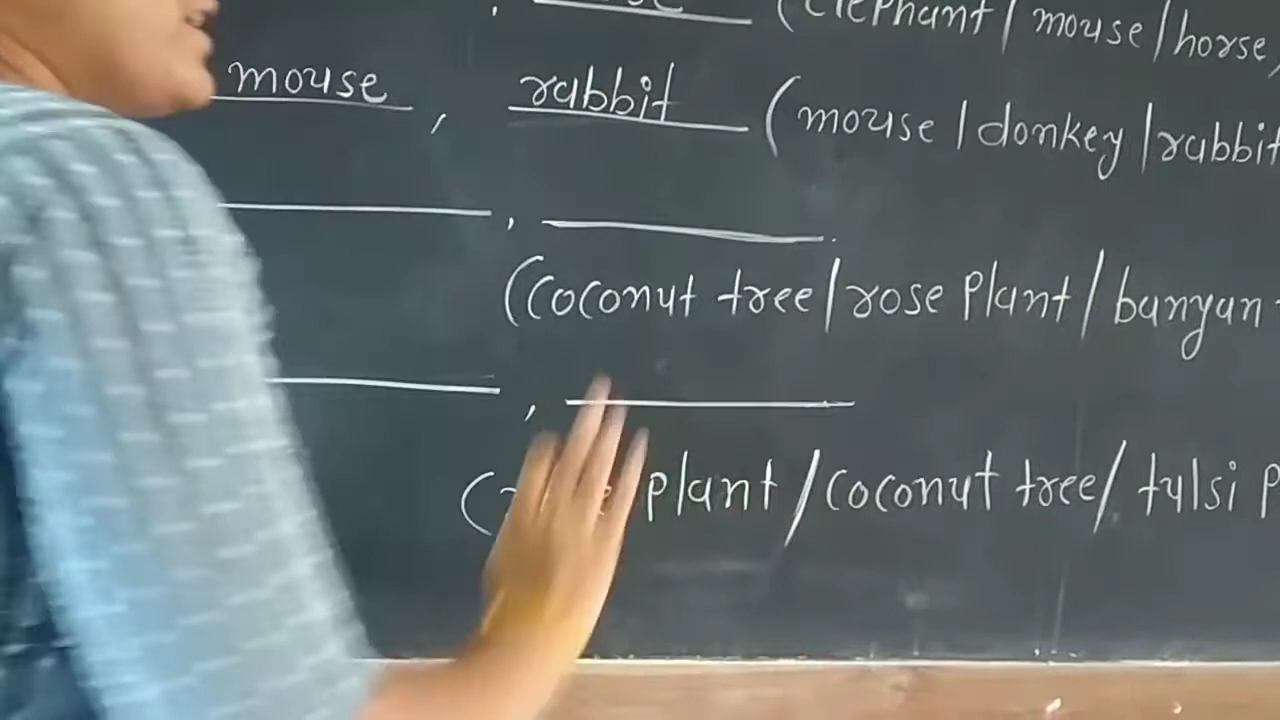 (elephant/mouse/horse)
mouse, rabbit (mouse/donkey/rabbit
(coconut tree/rose plant/banyan
plant/coconut tree/tulsi p